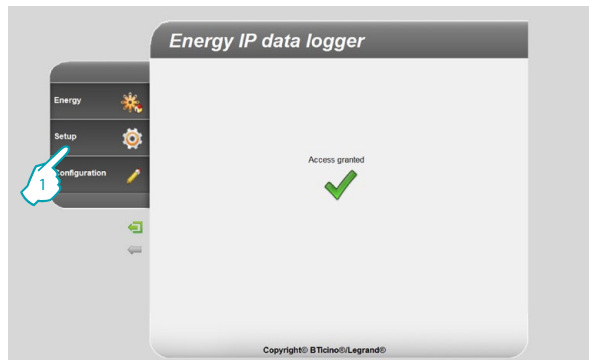 Energy IP data logger
Energy
Setup
Configuration
1
Access granted
Copyright© BTicino®/Legrand®